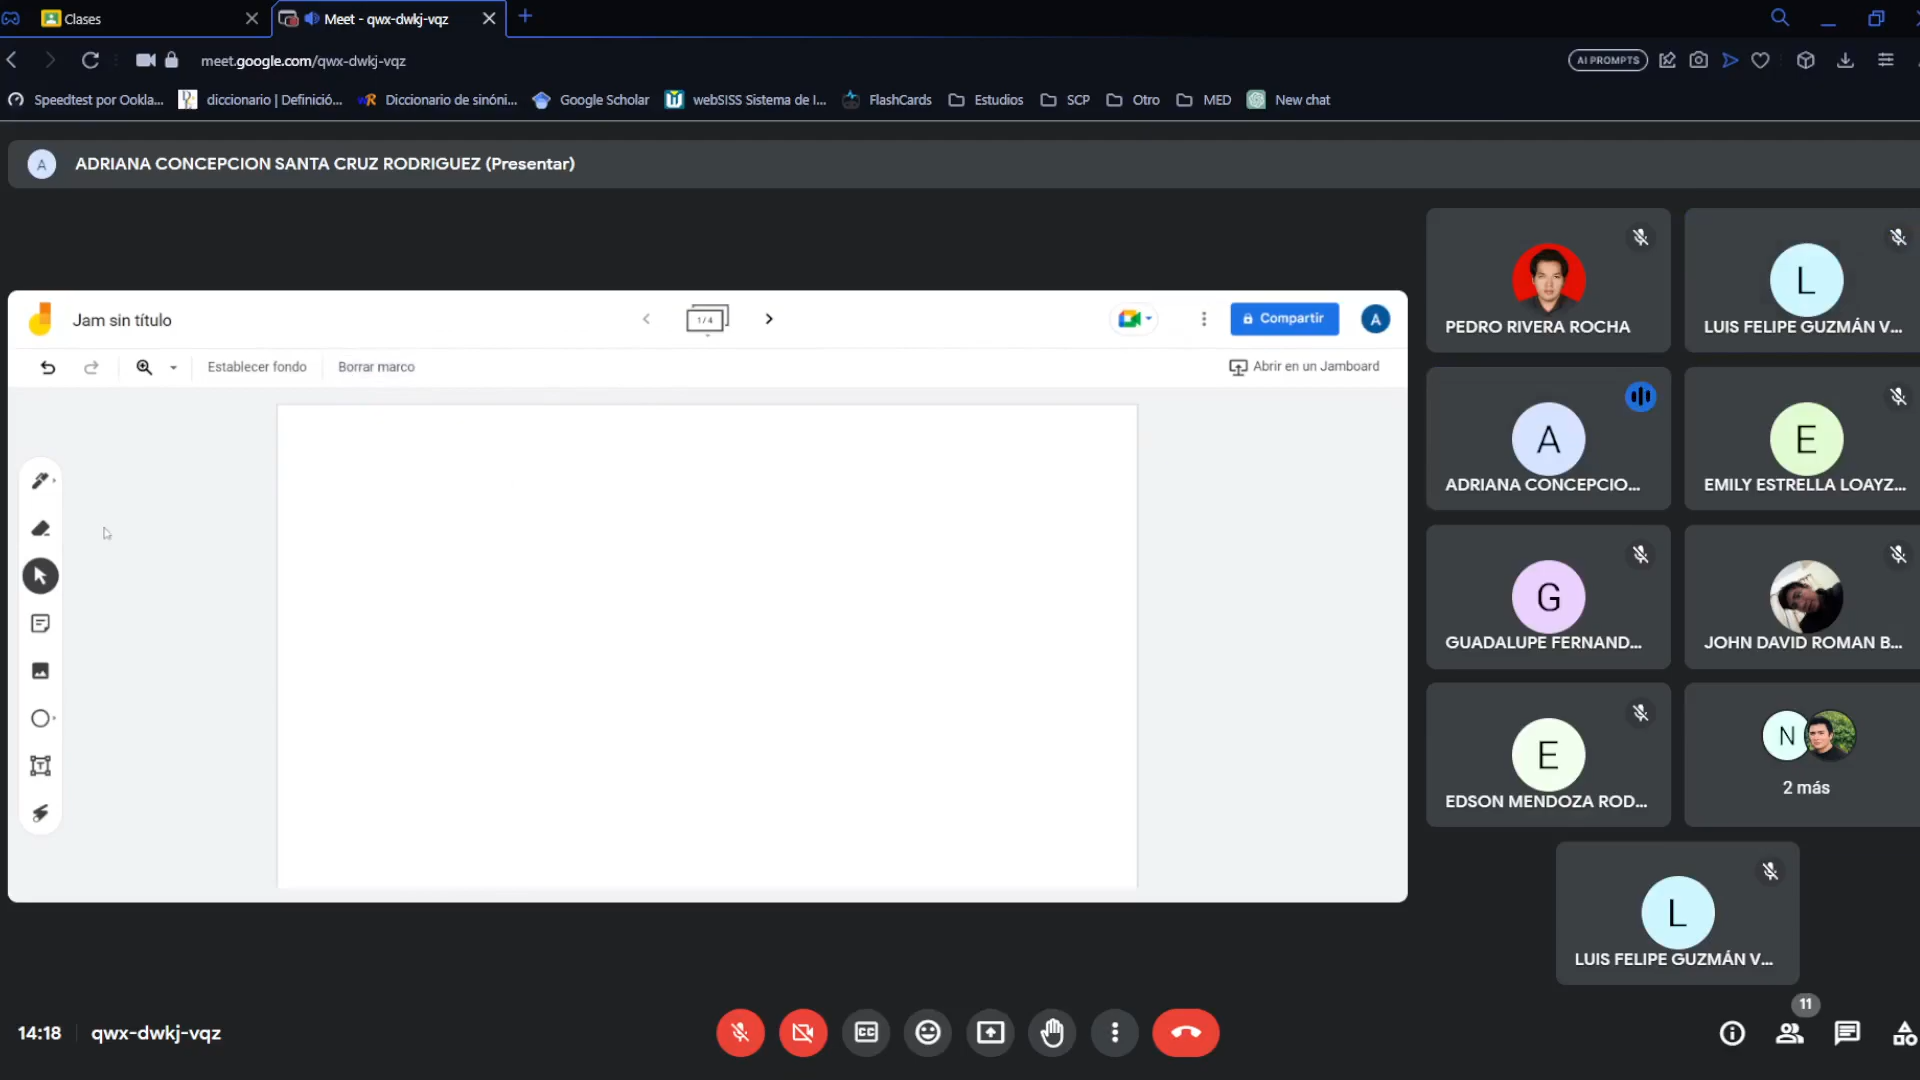 Clases
Meet - qwx-dwkj-vqz
meet.google.com/qwx-dwkj-vqz
AI PROMPTS
Speedtest por Ookla...
diccionario | Definició...
Diccionario de sinóni...
Google Scholar
webSISS Sistema de I...
FlashCards
Estudios
SCP
Otro
MED
New chat
A
ADRIANA CONCEPCION SANTA CRUZ RODRIGUEZ (Presentar)
Jam sin título
1/4
Compartir
A
Establecer fondo
Borrar marco
Abrir en un Jamboard
PEDRO RIVERA ROCHA
L
LUIS FELIPE GUZMÁN V...
A
ADRIANA CONCEPCIO...
E
EMILY ESTRELLA LOAYZ...
G
GUADALUPE FERNAND...
JOHN DAVID ROMAN B...
E
EDSON MENDOZA ROD...
N
2 más
L
LUIS FELIPE GUZMÁN V...
14:18
qwx-dwkj-vqz
CC
11